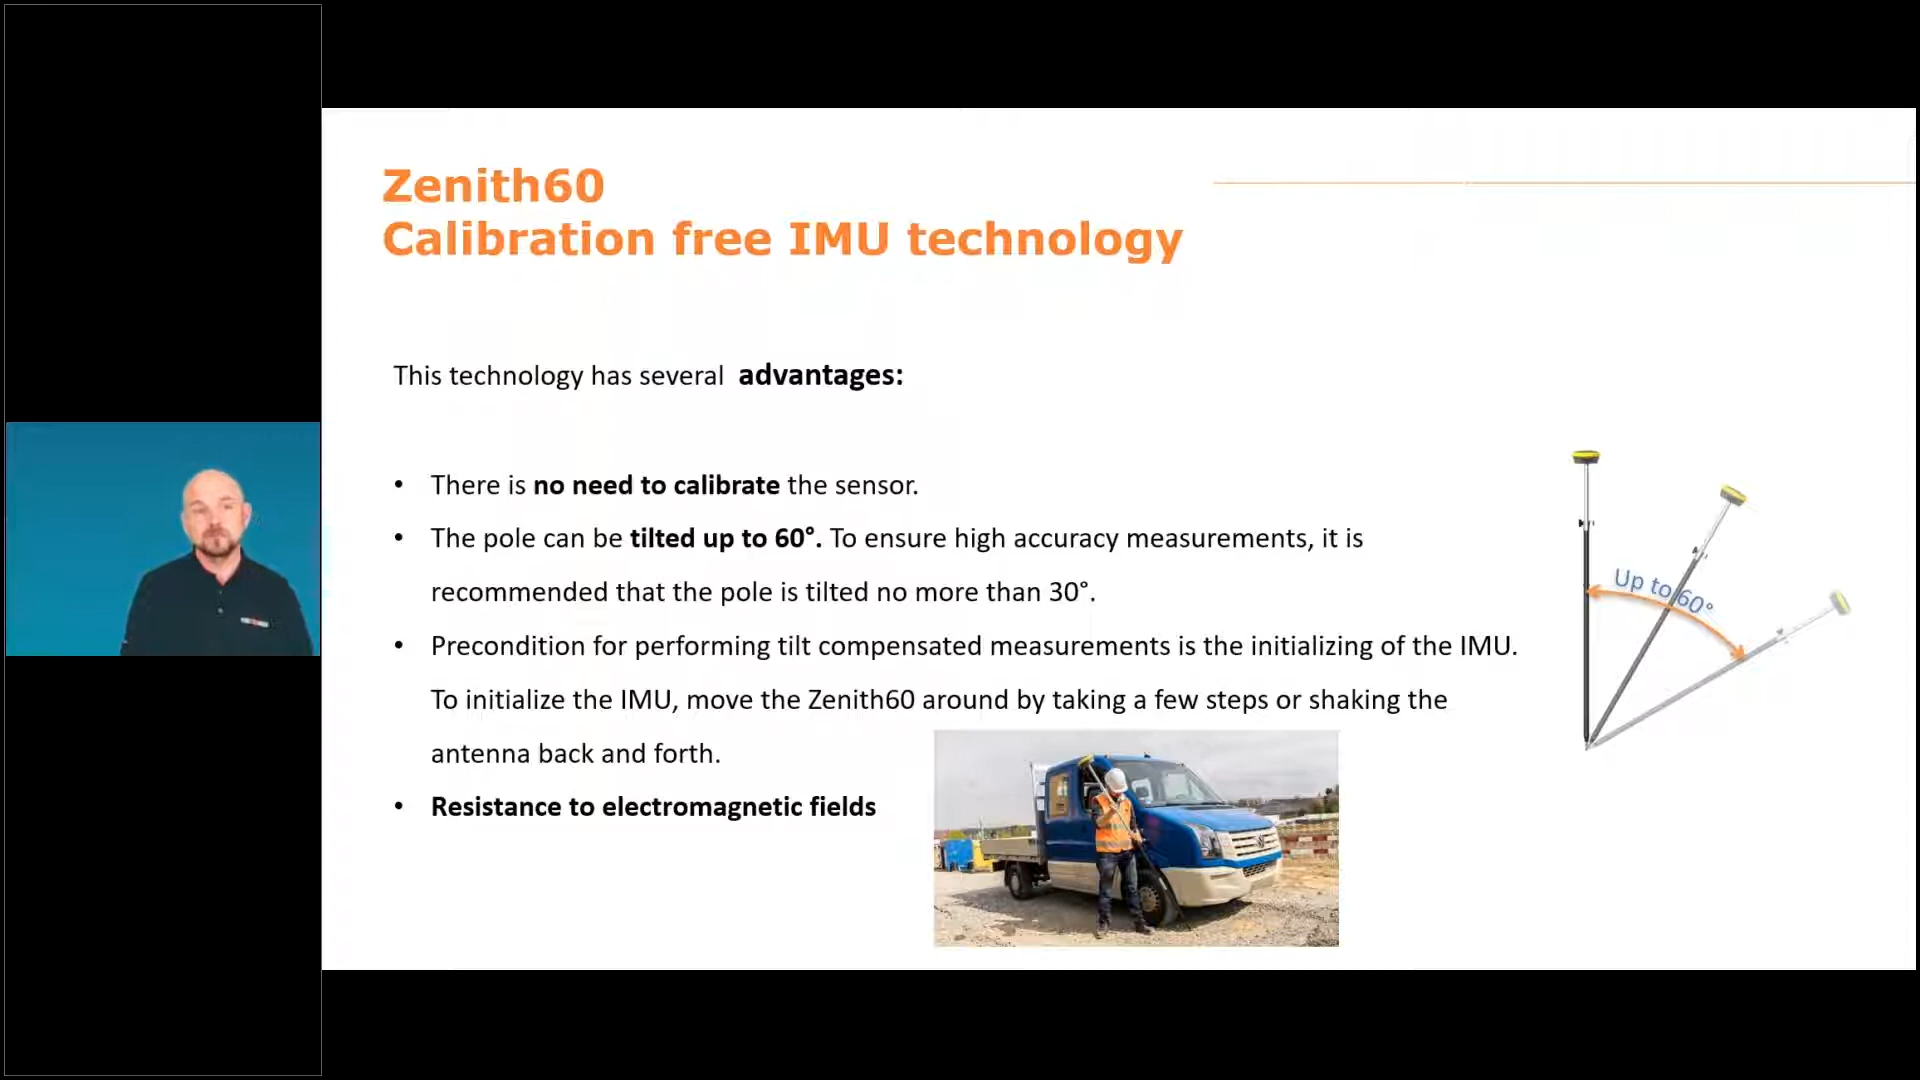 Zenith60
Calibration free IMU technology
This technology has several advantages:
• There is no need to calibrate the sensor.
• The pole can be tilted up to 60°. To ensure high accuracy measurements, it is
recommended that the pole is tilted no more than 30°.
• Precondition for performing tilt compensated measurements is the initializing of the IMU.
To initialize the IMU, move the Zenith60 around by taking a few steps or shaking the
antenna back and forth.
• Resistance to electromagnetic fields
Up to 60°